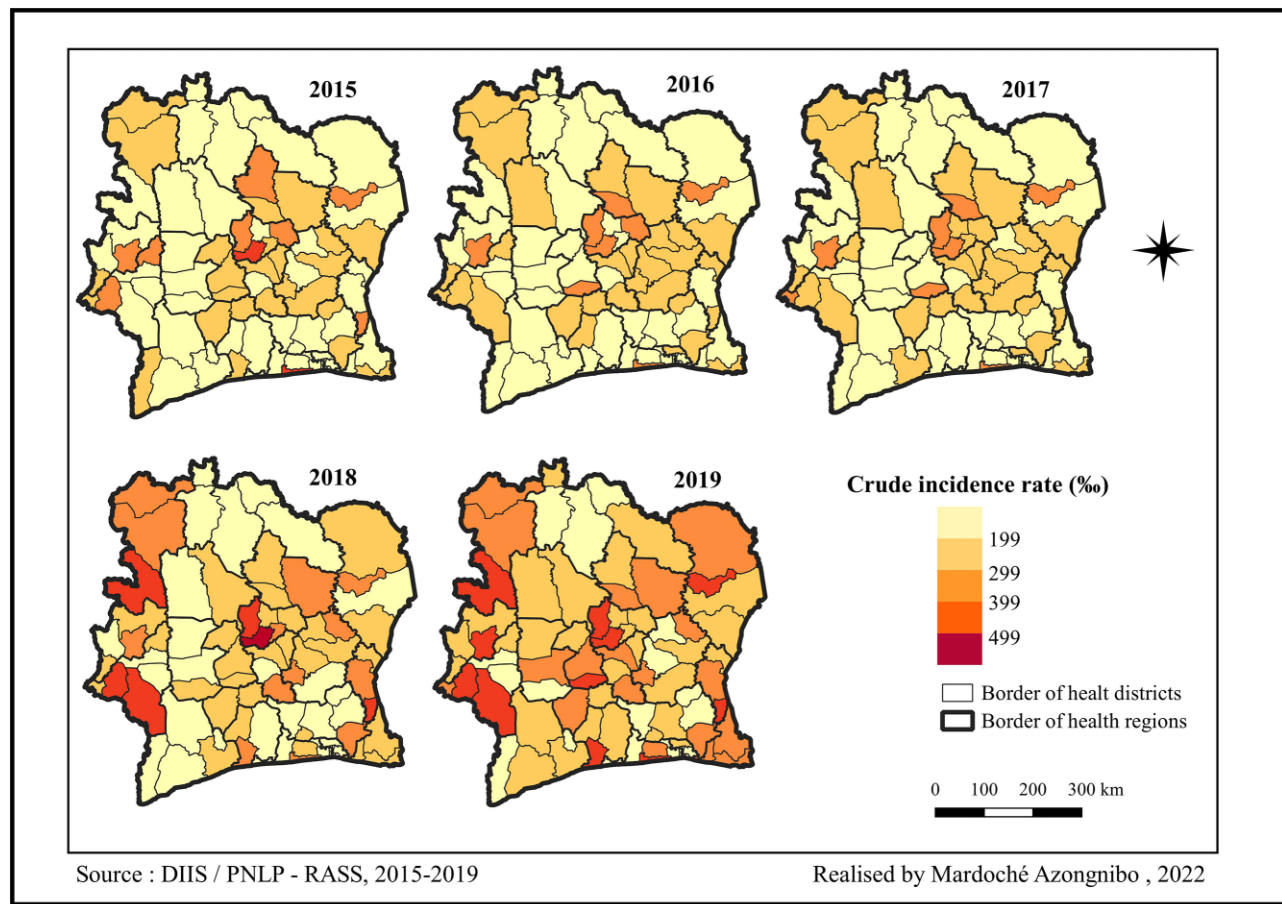 2015
2016
2017
2018
2019
Crude incidence rate (‰)
199
299
399
499
Border of healt districts
Border of health regions
0 100 200 300 km
Source : DIIS / PNLP - RASS, 2015-2019
Realised by Mardoché Azongnibo , 2022